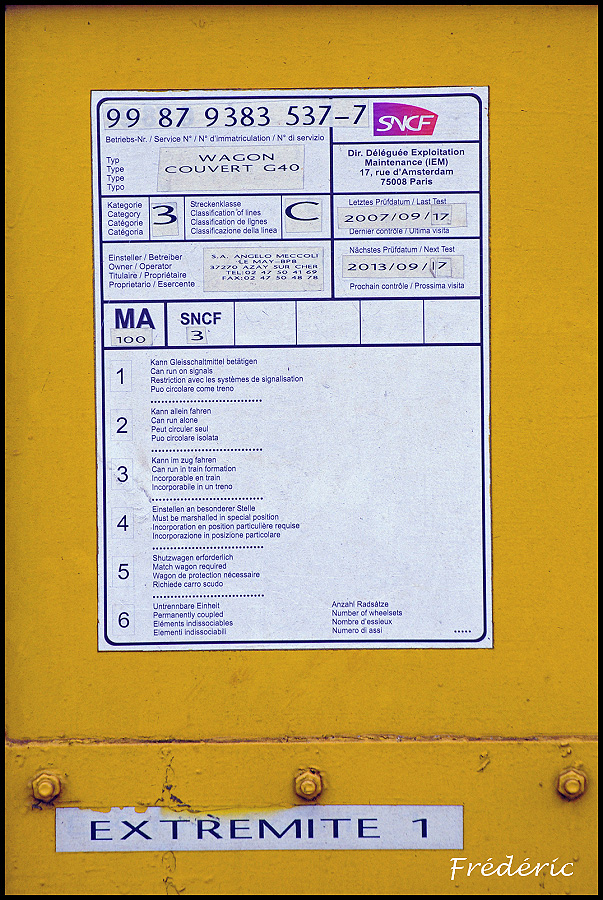 99 87 9383 537-7 SNCF
Betriebs-Nr. / Service N° / N° d'immatriculation / N° di servizio
Typ
Type
Type
Typo
WAGON
COUVERT G40
Dir. Déléguée Exploitation
Maintenance (IEM)
17, rue d'Amsterdam
75008 Paris
Kategorie
Category
Catégorie
Catégoria
3
Streckenklasse
Classification of lines
Classification de lignes
Classificazione della linea
C
Letztes Prüfdatum / Last Test
2007/09/17
Dernier contrôle / Ultima visita
Einsteller / Betreiber
Owner / Operator
Titulaire / Propriétaire
Proprietario / Esercente
S.A. ANGELO MECCOLI
LE MAY-BP8
37270 AZAY SUR CHER
TEL:02 47 50 41 69
FAX:02 47 50 48 78
Nächstes Prüfdatum / Next Test
2013/09/17
Prochain contrôle / Prossima visita
MA
100
SNCF
3
1
Kann Gleisschaltmittel betätigen
Can run on signals
Restriction avec les systèmes de signalisation
Puo circolare come treno
2
Kann allein fahren
Can run alone
Peut circuler seul
Puo circolare isolata
3
Kann im zug fahren
Can run in train formation
Incorporable en train
Incorporabile in un treno
4
Einstellen an besonderer Stelle
Must be marshalled in special position
Incorporation en position particulière requise
Incorporazione in posizione particolare
5
Shutzwagen erforderlich
Match wagon required
Wagon de protection nécessaire
Richiede carro scudo
6
Untrennbare Einheit
Permanently coupled
Eléments indissociables
Elementi indissociabili
Anzahl Radsätze
Number of wheelsets
Nombre d'essieux
Numero di assi .....
EXTRÈMITE 1
Frédéric